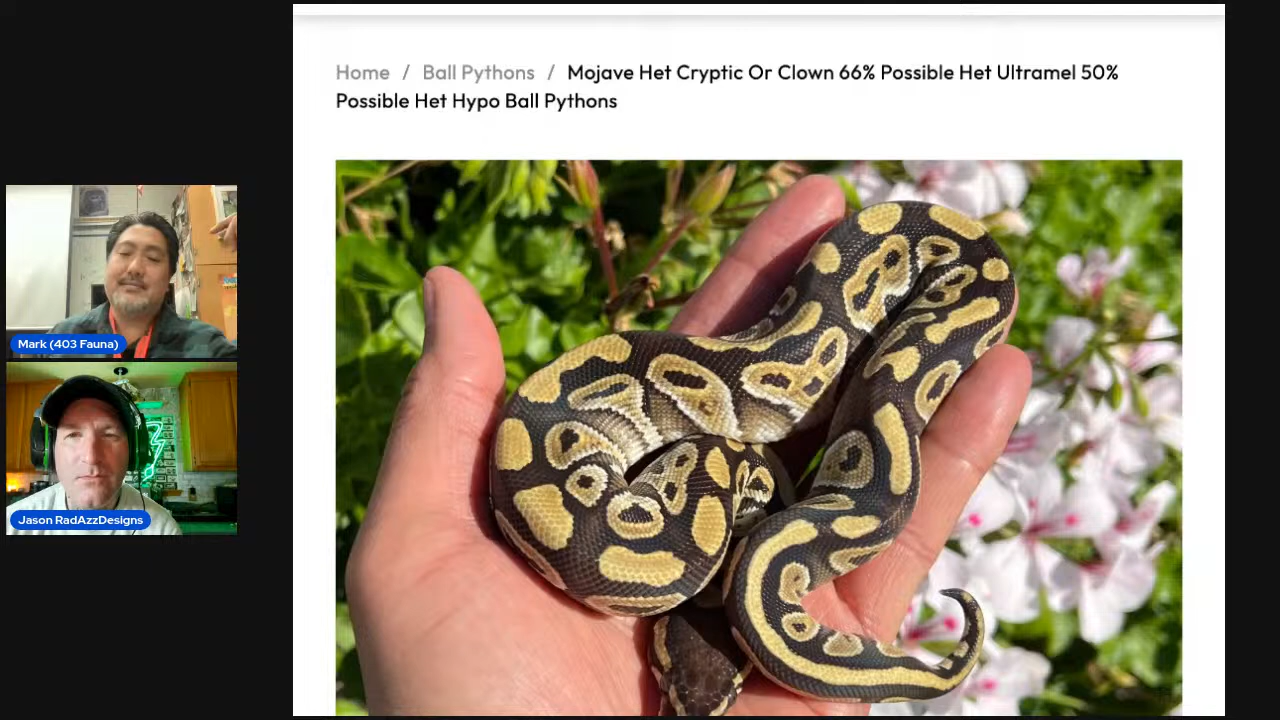 Home / Ball Pythons / Mojave Het Cryptic Or Clown 66% Possible Het Ultramel 50%
Possible Het Hypo Ball Pythons
Mark (403 Fauna)
Jason RadAzzDesigns